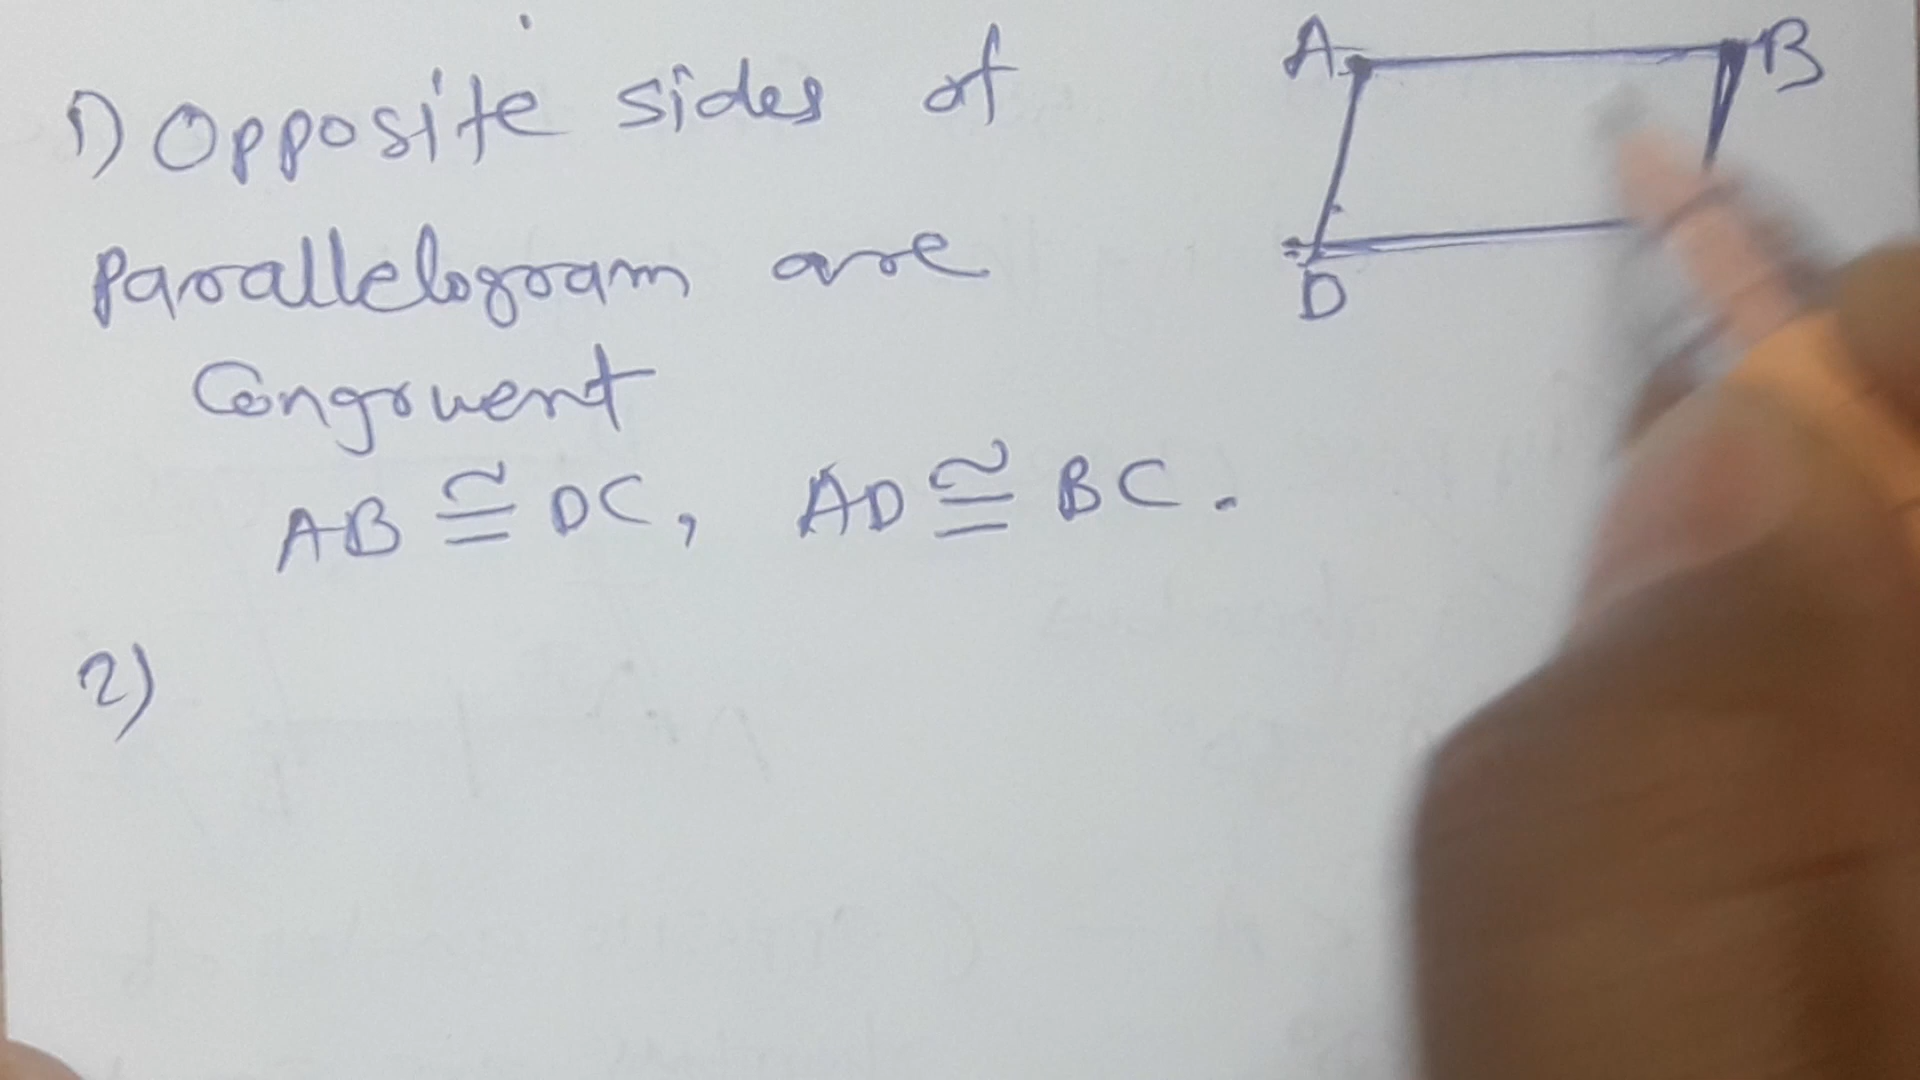 1) Opposite sides of
parallelogram are
Congruent
AB ≅ DC, AD ≅ BC.
2)
A B
D